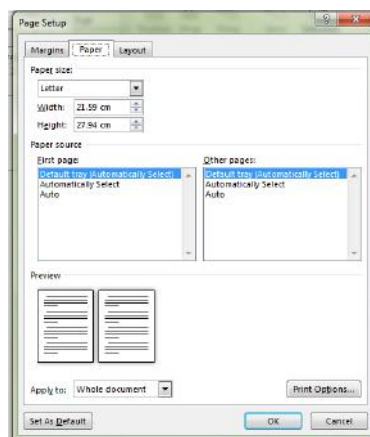 Page Setup
Margins Paper Layout
Paper size:
Letter
Width: 21.59 cm
Height: 27.94 cm
Paper source
First page: Other pages:
Default tray (Automatically Select) Default tray (Automatically Select)
Automatically Select Automatically Select
Auto Auto
Preview
Apply to: Whole document Print Options...
Set As Default OK Cancel